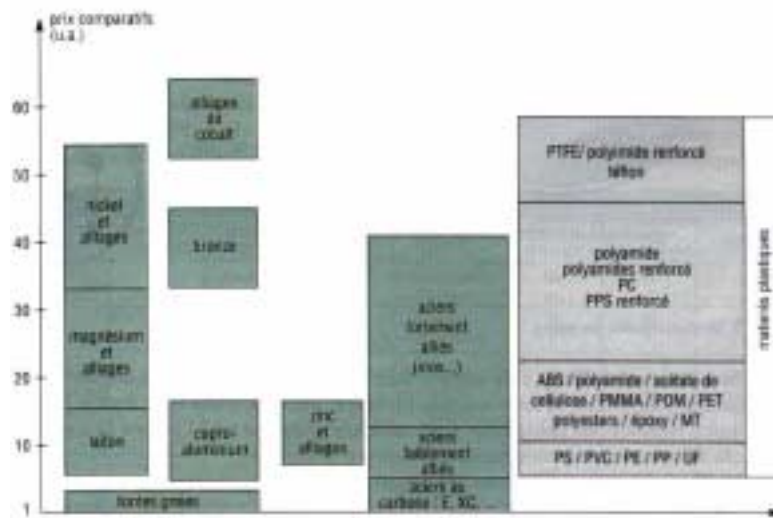 prix comparatifs
(u.a.)
60
50
40
30
20
10
1
alliages
de
cobalt
nickel
et
alliages
bronze
magnésium
et
alliages
laiton
cupro-
aluminium
zinc
et
alliages
fontes grises
aciers
fortement
alliés
(inox...)
aciers
faiblement
alliés
aciers au
carbone : E, XC, ...
PTFE/ polyimide renforcé
téflon
polyamide
polyamides renforcé
PC
PPS renforcé
ABS / polyamide / acétate de
cellulose / PMMA / POM / PET
polyesters / époxy / MT
PS / PVC / PE / PP / UF
matières plastiques